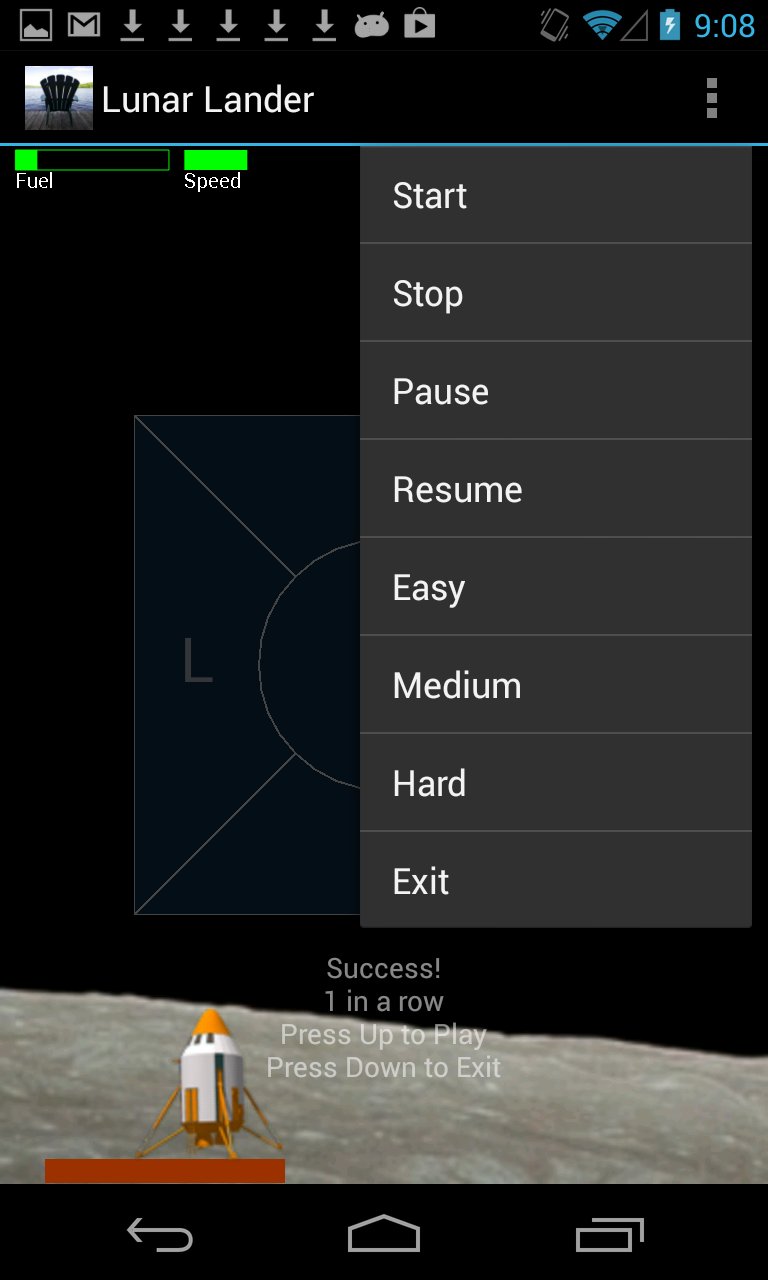 9:08
Lunar Lander
Fuel Speed
Start
Stop
Pause
Resume
Easy
L
Medium
Hard
Exit
Success!
1 in a row
Press Up to Play
Press Down to Exit